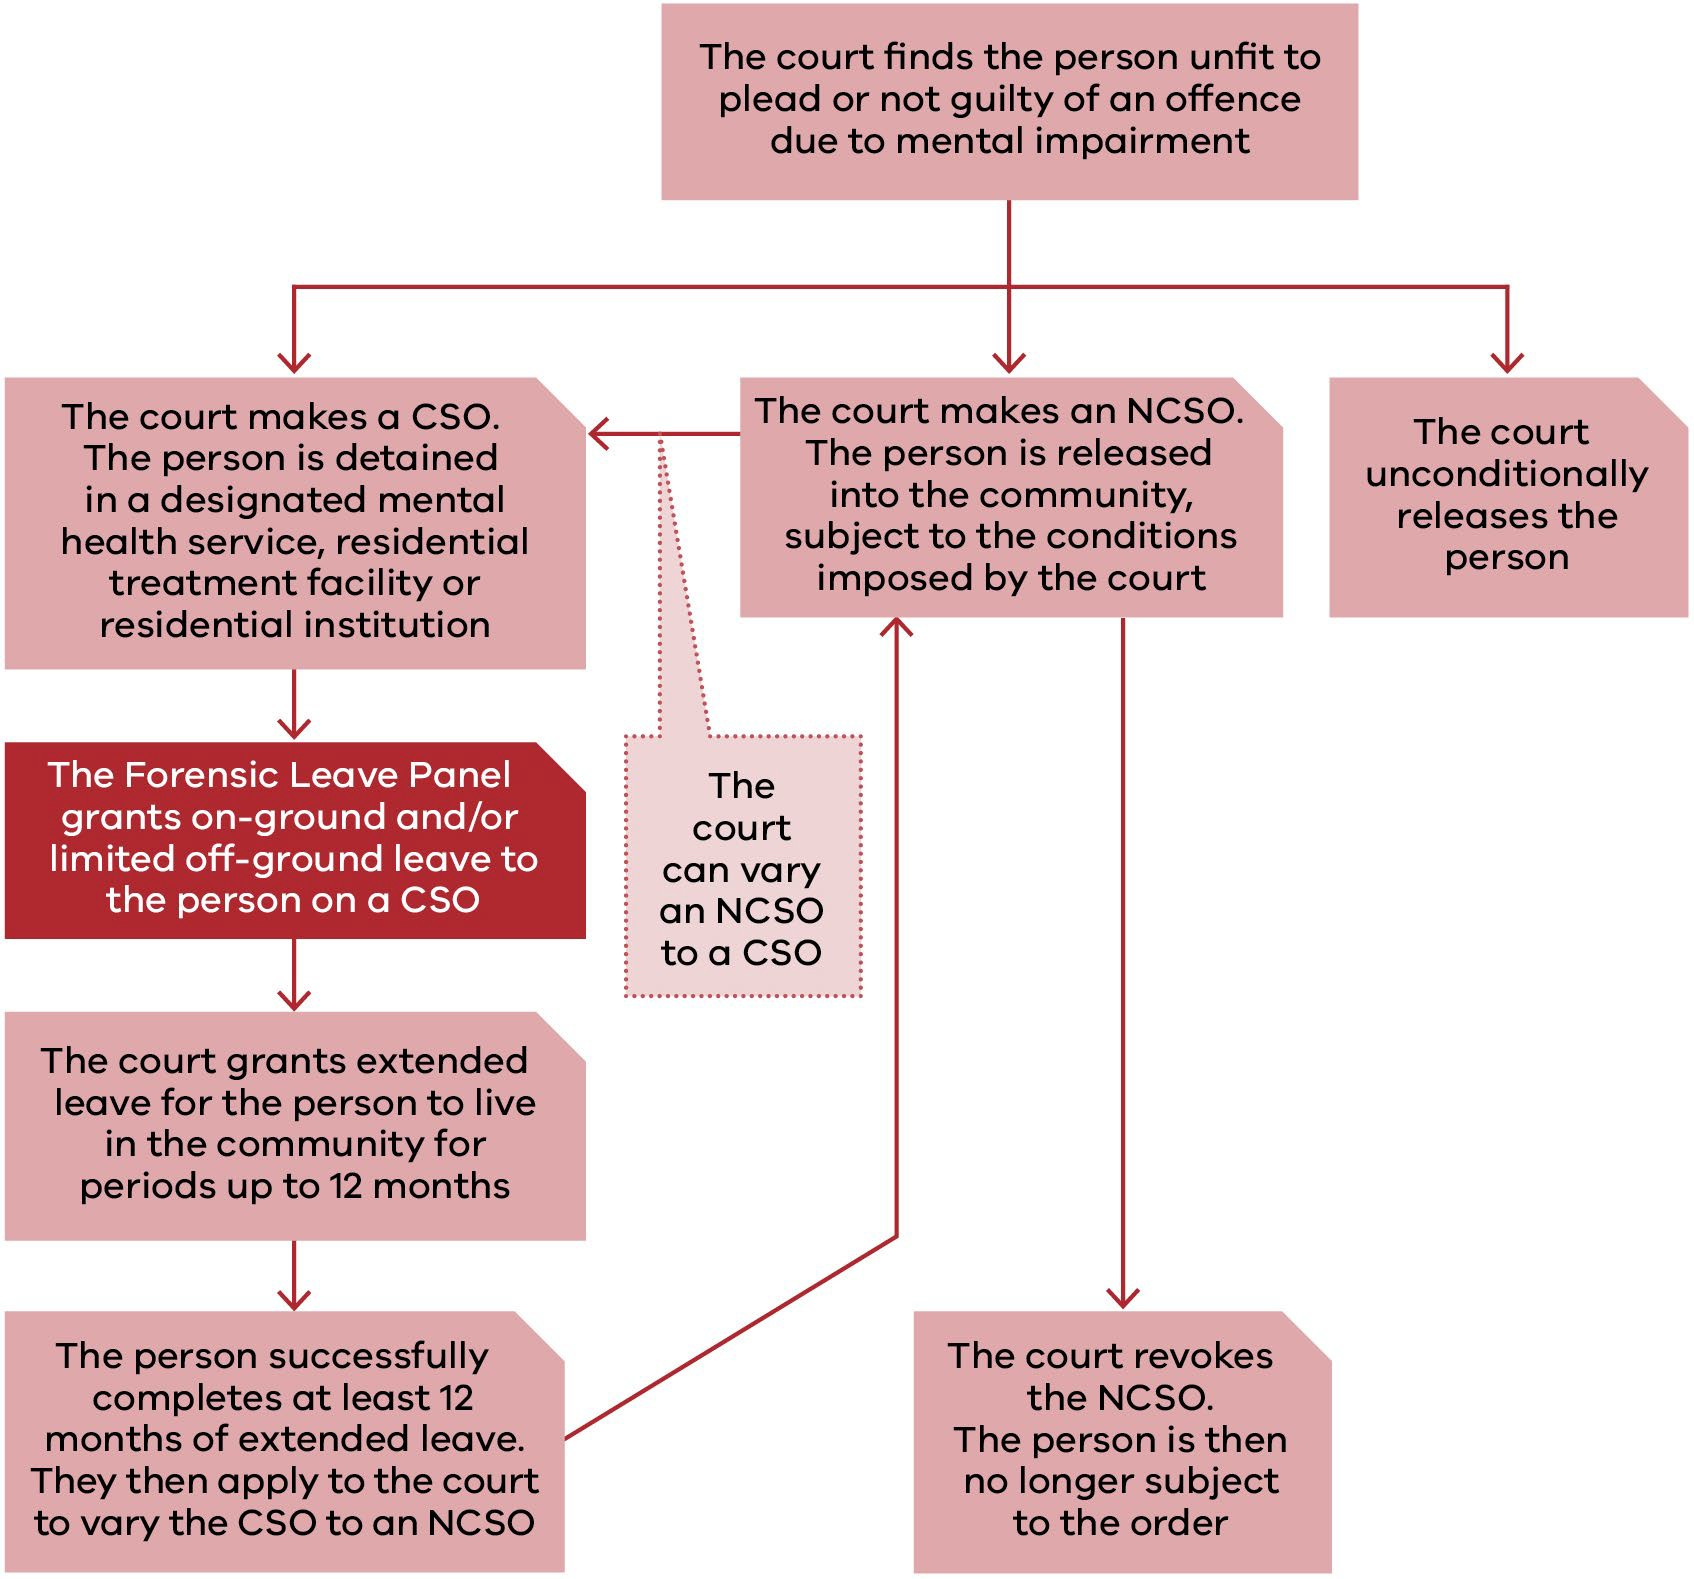 The court finds the person unfit to
plead or not guilty of an offence
due to mental impairment
The court makes a CSO.
The person is detained
in a designated mental
health service, residential
treatment facility or
residential institution
The court makes an NCSO.
The person is released
into the community,
subject to the conditions
imposed by the court
The court
unconditionally
releases the
person
The Forensic Leave Panel
grants on-ground and/or
limited off-ground leave to
the person on a CSO
The
court
can vary
an NCSO
to a CSO
The court grants extended
leave for the person to live
in the community for
periods up to 12 months
The person successfully
completes at least 12
months of extended leave.
They then apply to the court
to vary the CSO to an NCSO
The court revokes
the NCSO.
The person is then
no longer subject
to the order